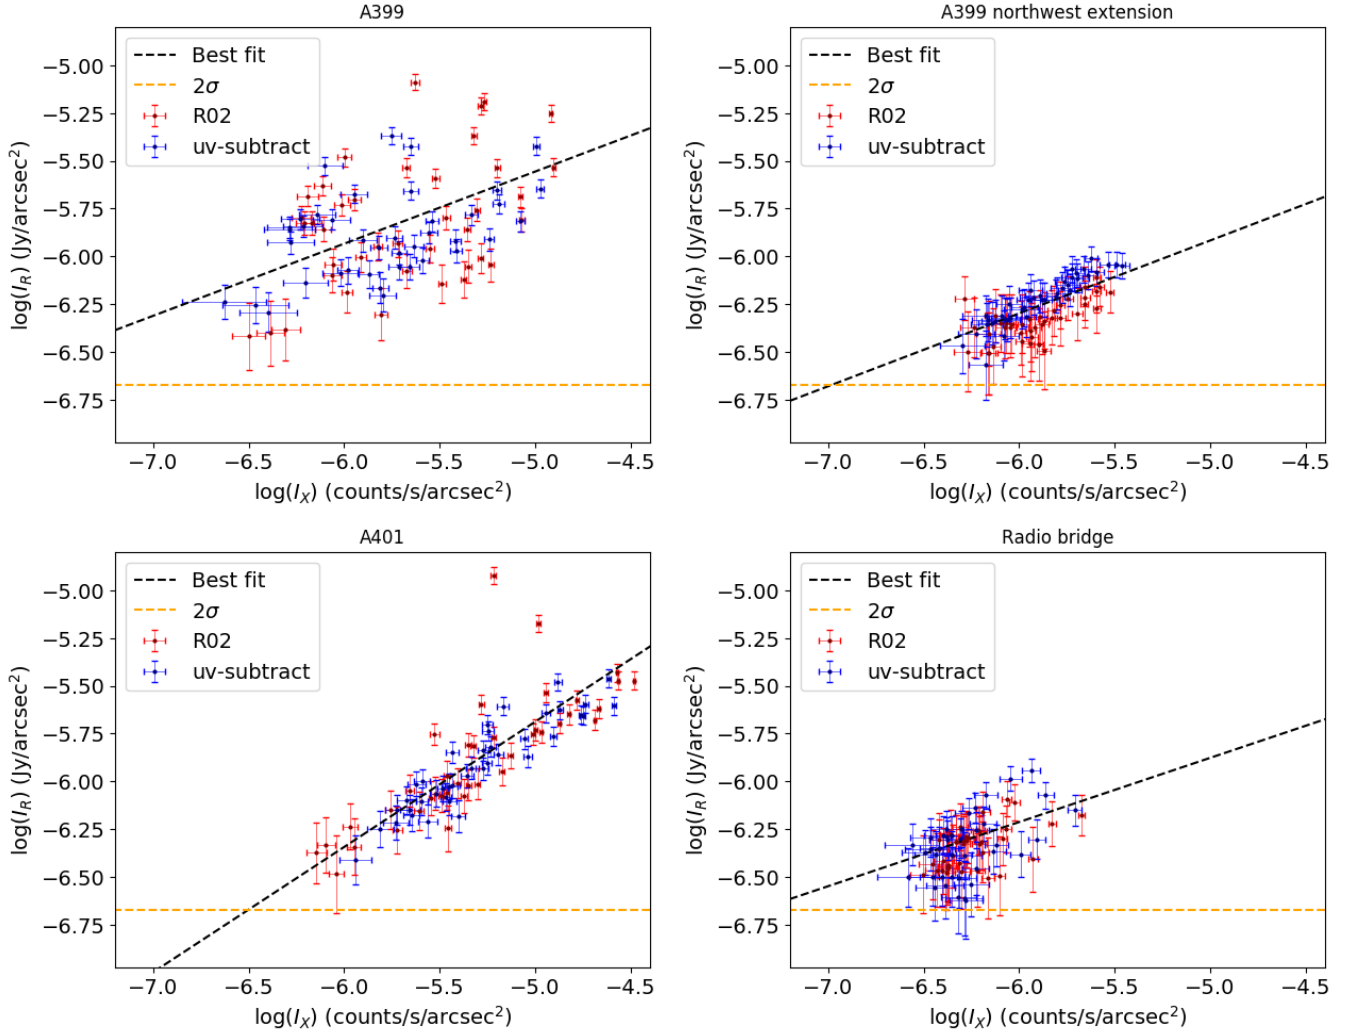 A399
log(I_R) (Jy/arcsec²)
−5.00
−5.25
−5.50
−5.75
−6.00
−6.25
−6.50
−6.75
Best fit
2σ
R02
uv-subtract
−7.0 −6.5 −6.0 −5.5 −5.0 −4.5
log(I_X) (counts/s/arcsec²)
A399 northwest extension
log(I_R) (Jy/arcsec²)
−5.00
−5.25
−5.50
−5.75
−6.00
−6.25
−6.50
−6.75
Best fit
2σ
R02
uv-subtract
−7.0 −6.5 −6.0 −5.5 −5.0 −4.5
log(I_X) (counts/s/arcsec²)
A401
log(I_R) (Jy/arcsec²)
−5.00
−5.25
−5.50
−5.75
−6.00
−6.25
−6.50
−6.75
Best fit
2σ
R02
uv-subtract
−7.0 −6.5 −6.0 −5.5 −5.0 −4.5
log(I_X) (counts/s/arcsec²)
Radio bridge
log(I_R) (Jy/arcsec²)
−5.00
−5.25
−5.50
−5.75
−6.00
−6.25
−6.50
−6.75
Best fit
2σ
R02
uv-subtract
−7.0 −6.5 −6.0 −5.5 −5.0 −4.5
log(I_X) (counts/s/arcsec²)